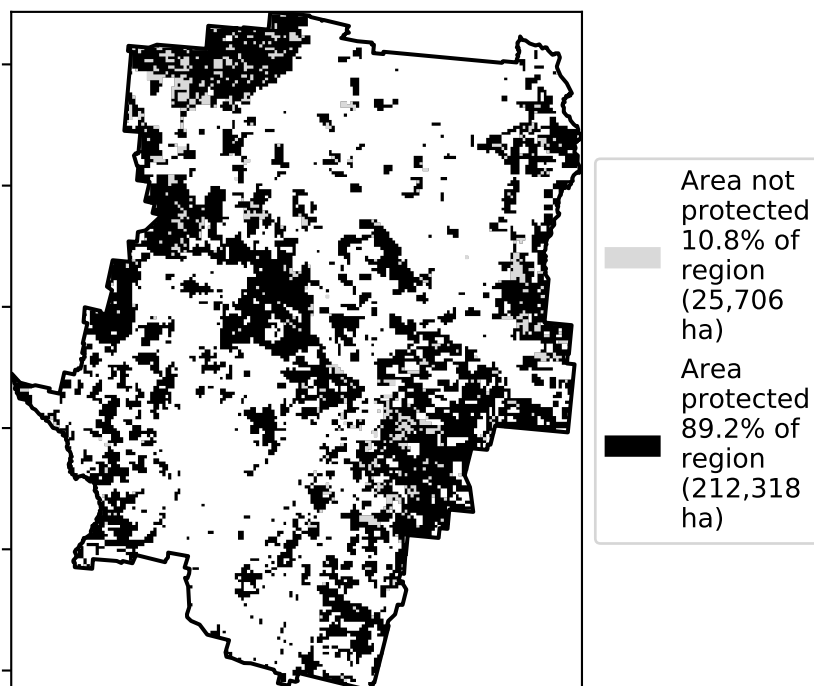 Area not
protected
10.8% of
region
(25,706
ha)
Area
protected
89.2% of
region
(212,318
ha)